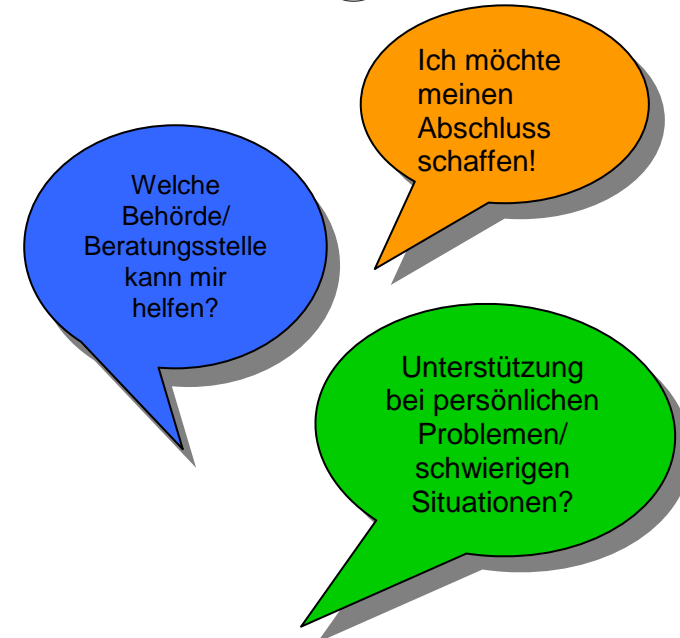 Ich möchte
meinen
Abschluss
schaffen!
Welche
Behörde/
Beratungsstelle
kann mir
helfen?
Unterstützung
bei persönlichen
Problemen/
schwierigen
Situationen?